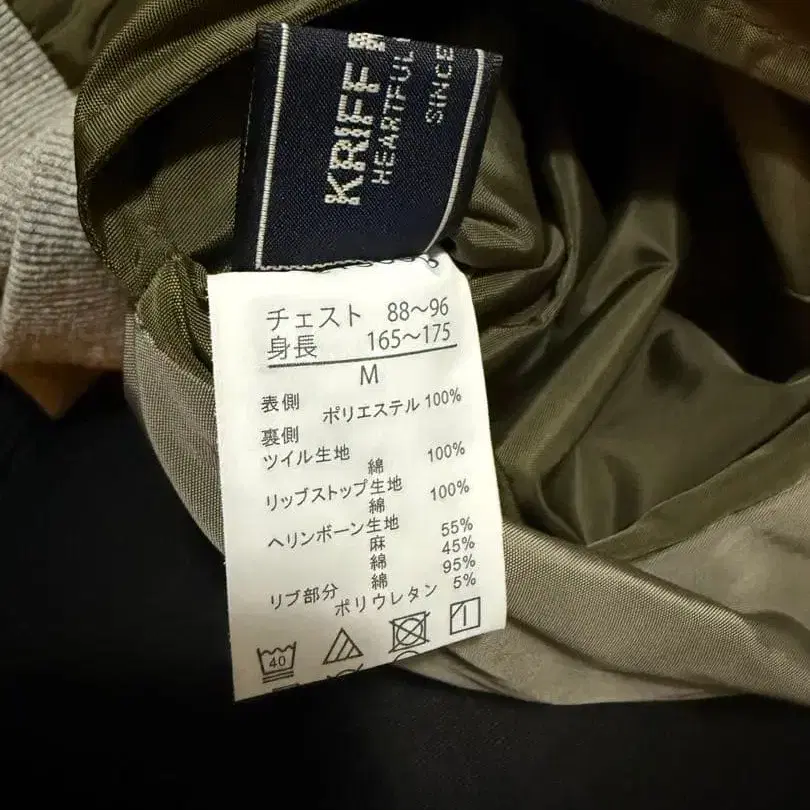 KRIFF M
HEARTFUL
SINCE
チェスト 88～96
身長 165～175
M
表側 ポリエステル 100%
裏側
ツイル生地
綿 100%
リップストップ生地
綿 100%
ヘリンボーン生地
麻 55%
綿 45%
リブ部分 綿 95%
ポリウレタン 5%
40